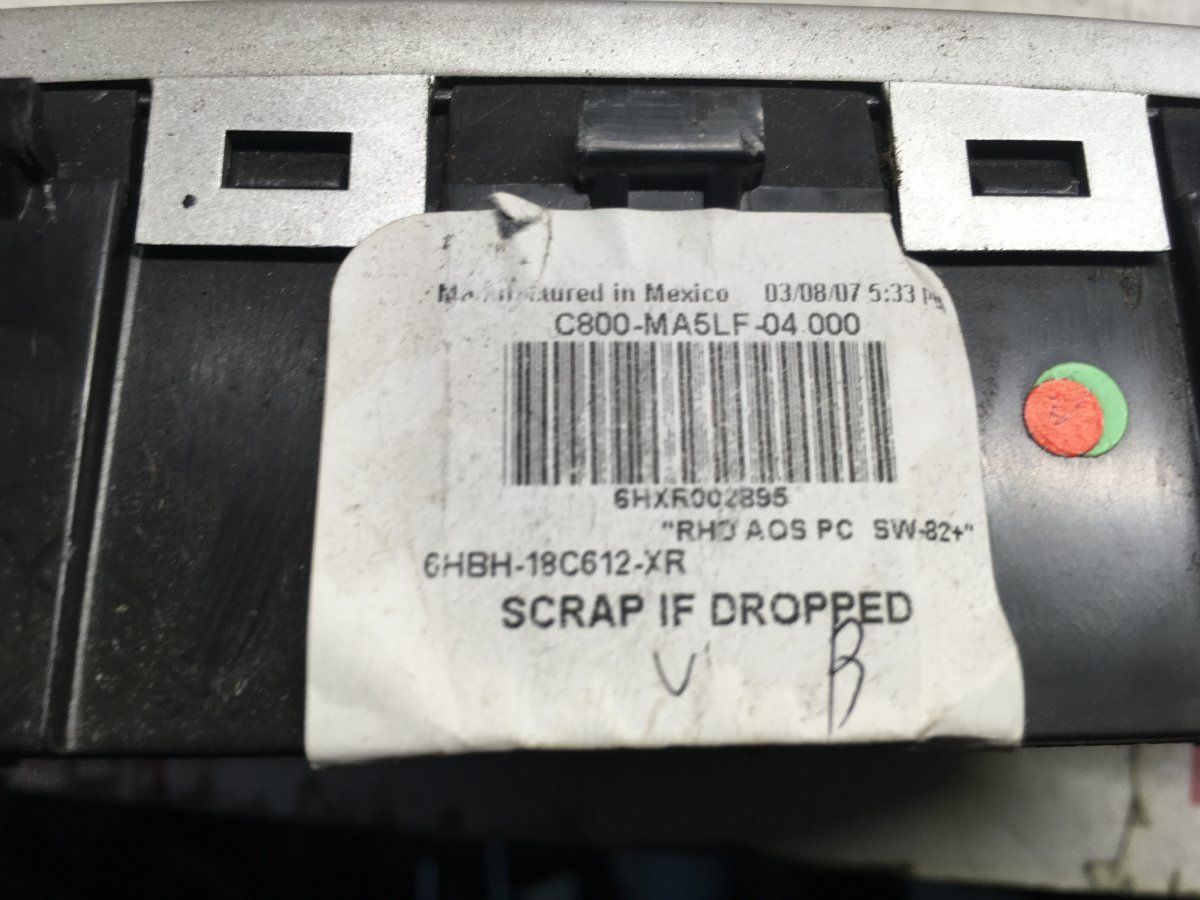 Manufactured in Mexico 03/08/07 5:33
C800-MA5LF-04.000
6HXR002895
"RHD AQS PC SW-82+"
6HBH-18C612-XR
SCRAP IF DROPPED